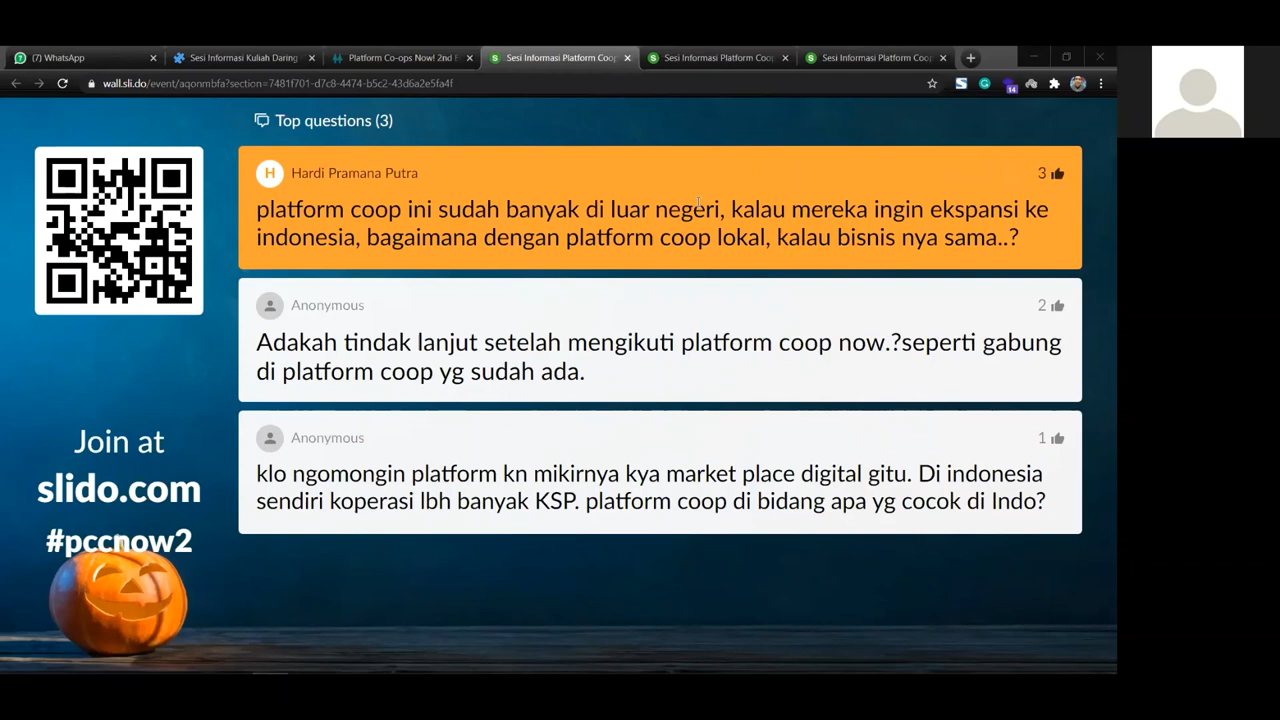 (7) WhatsApp
Sesi Informasi Kuliah Daring
Platform Co-ops Now! 2nd E
Sesi Informasi Platform Coop
Sesi Informasi Platform Coop
Sesi Informasi Platform Coop
wall.sli.do/event/aqonmbfa?section=7481f701-d7c8-4474-b5c2-43d6a2e5fa4f
14
Top questions (3)
H
Hardi Pramana Putra
3
platform coop ini sudah banyak di luar negeri, kalau mereka ingin ekspansi ke
indonesia, bagaimana dengan platform coop lokal, kalau bisnis nya sama..?
Anonymous
2
Adakah tindak lanjut setelah mengikuti platform coop now.?seperti gabung
di platform coop yg sudah ada.
Anonymous
1
klo ngomongin platform kn mikirnya kya market place digital gitu. Di indonesia
sendiri koperasi lbh banyak KSP. platform coop di bidang apa yg cocok di Indo?
Join at
slido.com
#pccnow2